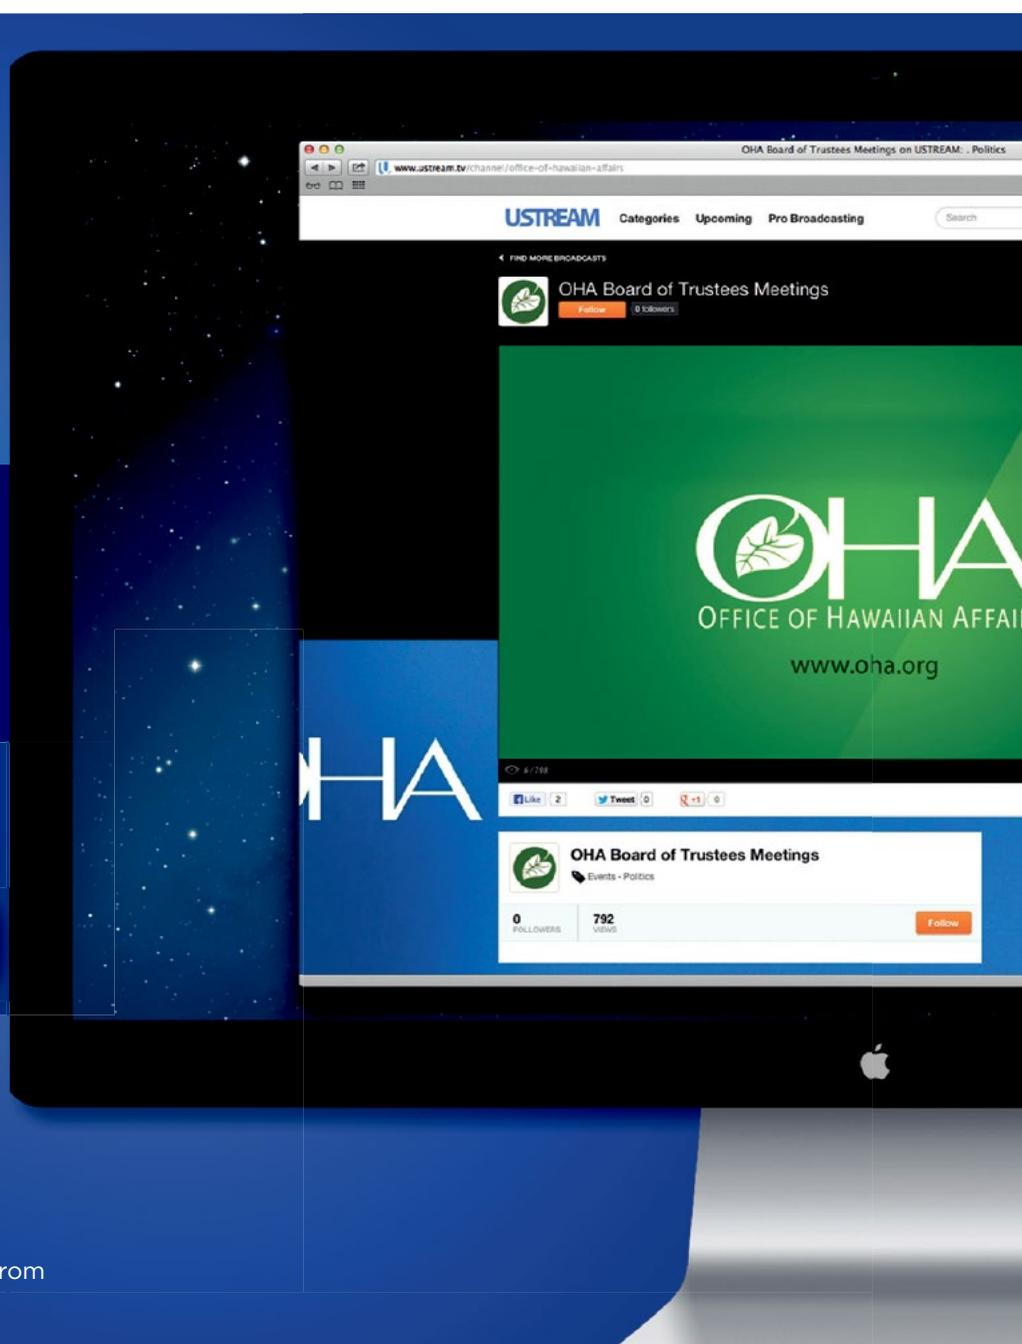 OHA Board of Trustees Meetings on USTREAM: . Politics
www.ustream.tv/channel/office-of-hawaiian-affairs
USTREAM Categories Upcoming Pro Broadcasting Search
FIND MORE BROADCASTS
OHA Board of Trustees Meetings
Follow 0 followers
OHA
OFFICE OF HAWAIIAN AFFAI
www.oha.org
OHA
6/798
Like 2 Tweet 0 +1 0
OHA Board of Trustees Meetings
Events - Politics
0 792
FOLLOWERS VIEWS
Follow
rom